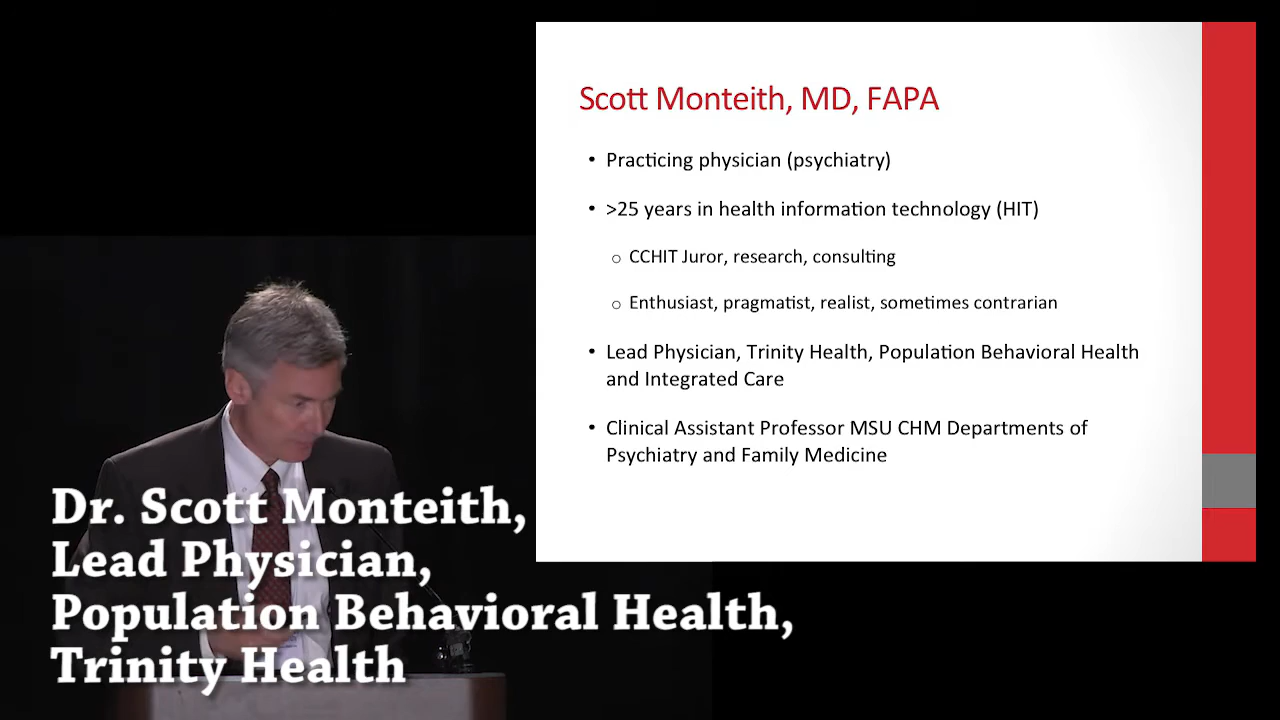 Scott Monteith, MD, FAPA
• Practicing physician (psychiatry)
• >25 years in health information technology (HIT)
o CCHIT Juror, research, consulting
o Enthusiast, pragmatist, realist, sometimes contrarian
• Lead Physician, Trinity Health, Population Behavioral Health
and Integrated Care
• Clinical Assistant Professor MSU CHM Departments of
Psychiatry and Family Medicine
Dr. Scott Monteith,
Lead Physician,
Population Behavioral Health,
Trinity Health